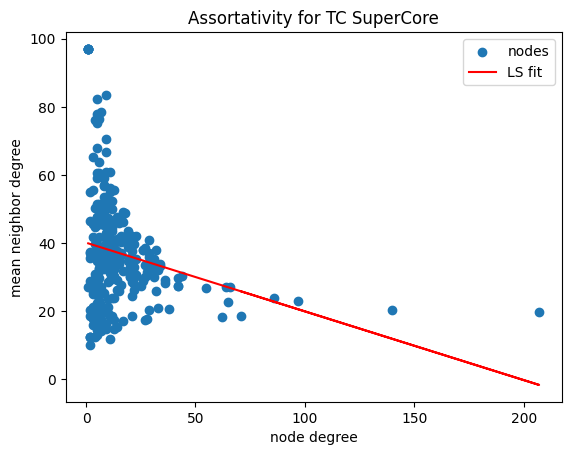 Assortativity for TC SuperCore
nodes
LS fit
mean neighbor degree
100
80
60
40
20
0
0
50
100
150
200
node degree